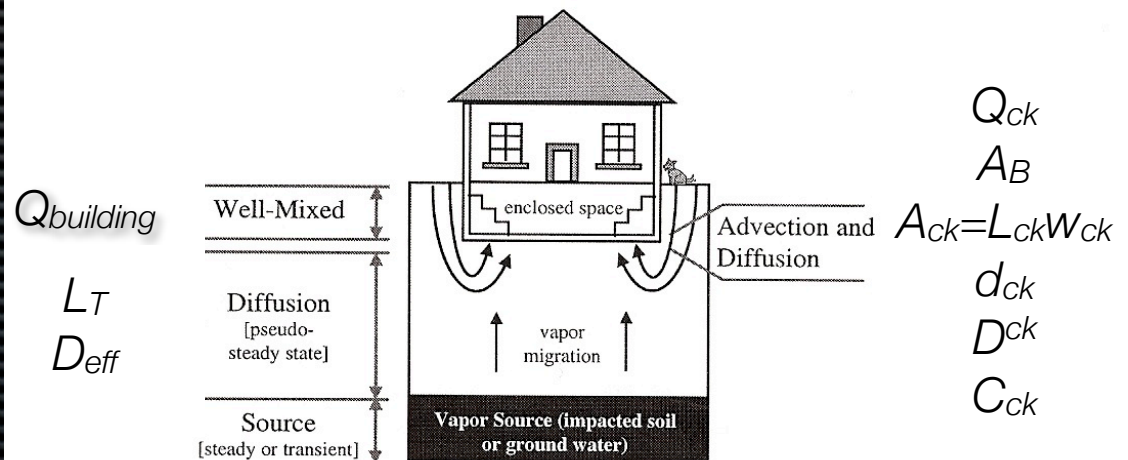 Qbuilding
LT
Deff
Well-Mixed
Diffusion
[pseudo-
steady state]
Source
[steady or transient]
enclosed space
vapor
migration
Vapor Source (impacted soil
or ground water)
Advection and
Diffusion
Qck
AB
Ack=LckWck
dck
Dck
Cck